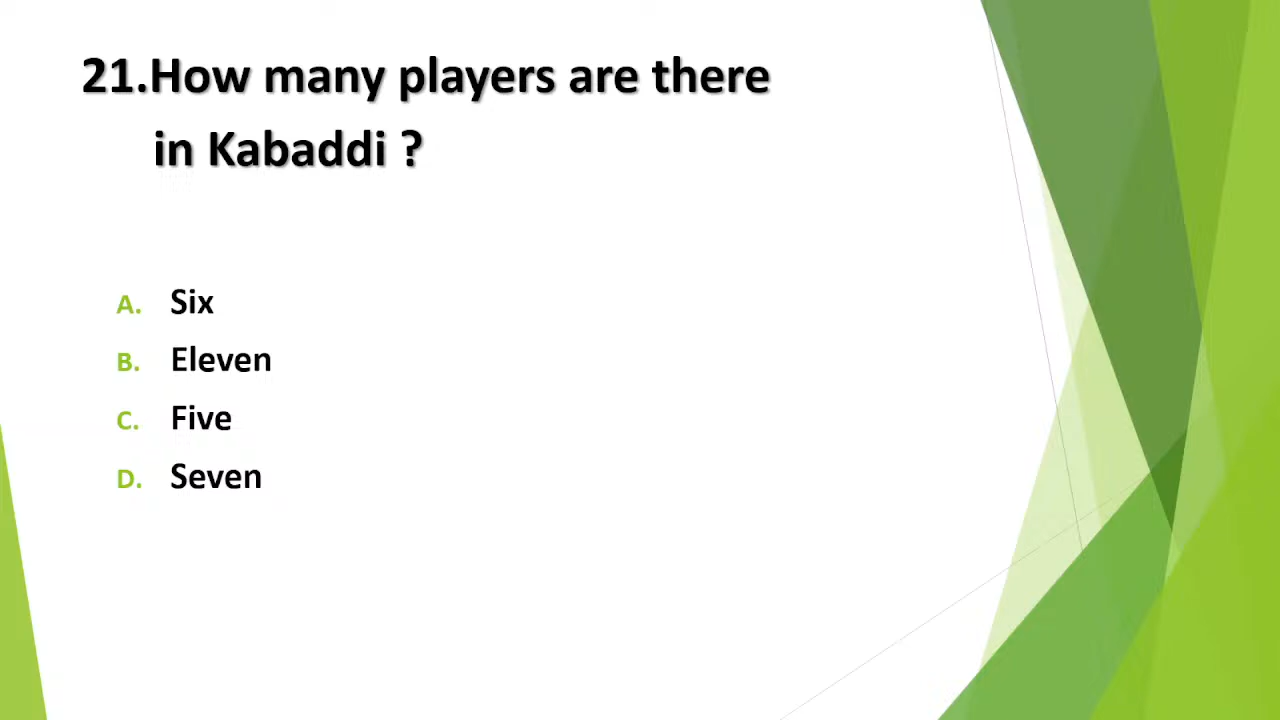 21.How many players are there
in Kabaddi ?
A. Six
B. Eleven
C. Five
D. Seven